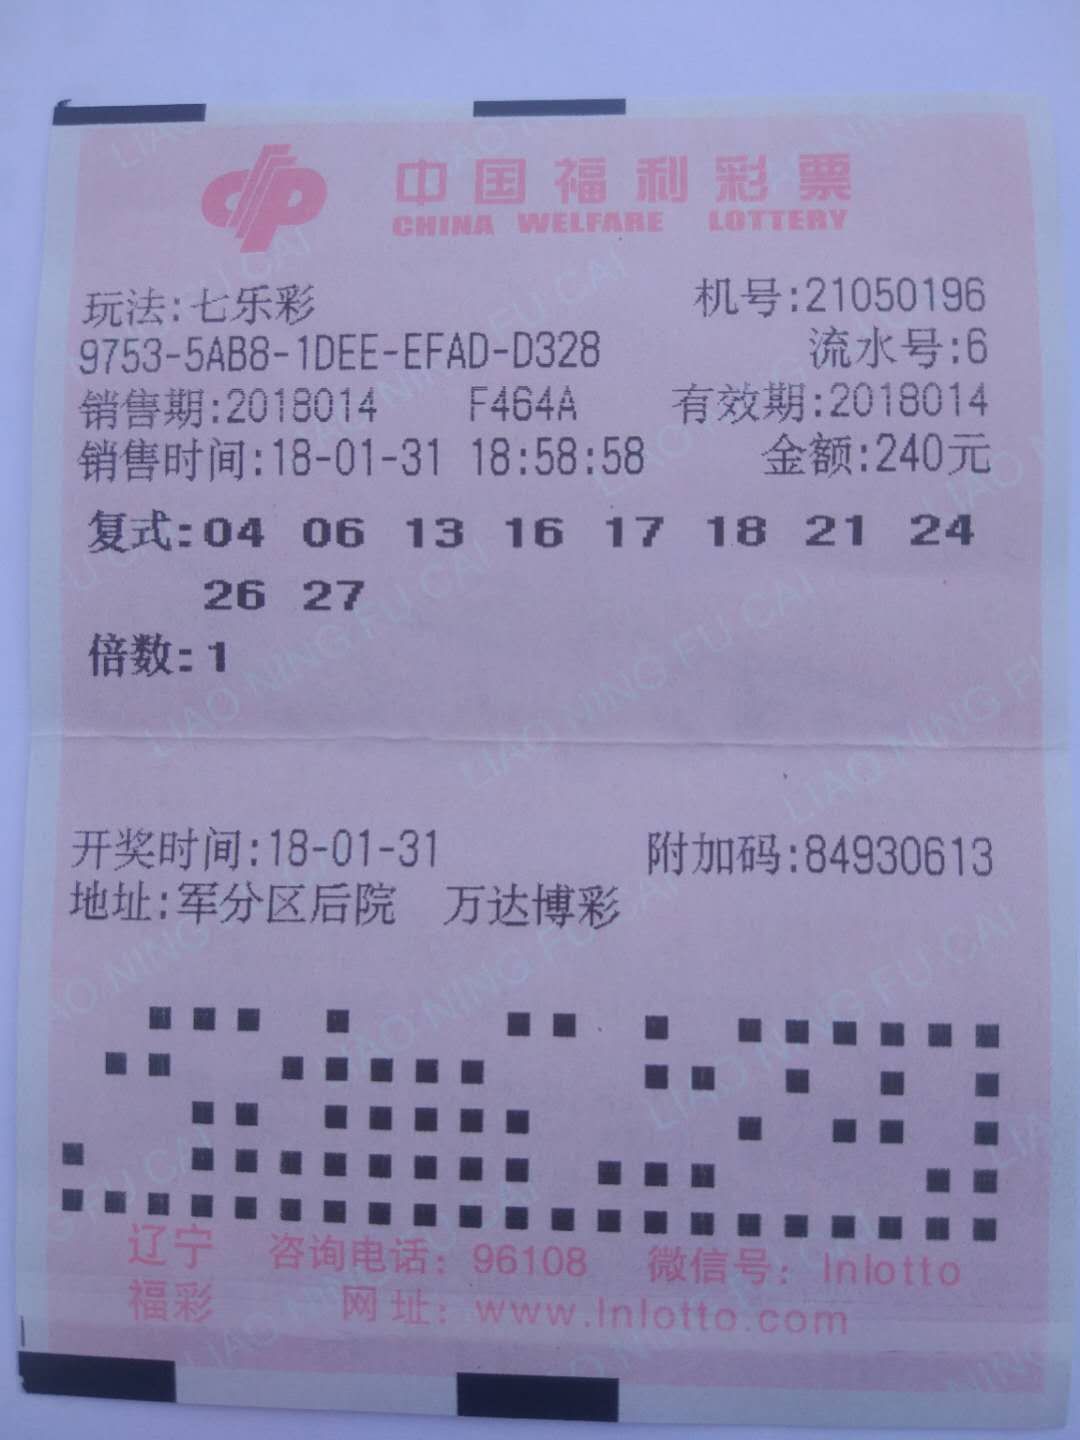 中国福利彩票
CHINA WELFARE LOTTERY
玩法:七乐彩 机号:21050196
9753-5AB8-1DEE-EFAD-D328 流水号:6
销售期:2018014 F464A 有效期:2018014
销售时间:18-01-31 18:58:58 金额:240元
复式:04 06 13 16 17 18 21 24
26 27
倍数:1
开奖时间:18-01-31 附加码:84930613
地址:军分区后院 万达博彩
辽宁 咨询电话: 96108 微信号: lnlotto
福彩 网址: www.lnlotto.com
LIAO NING FU CAI